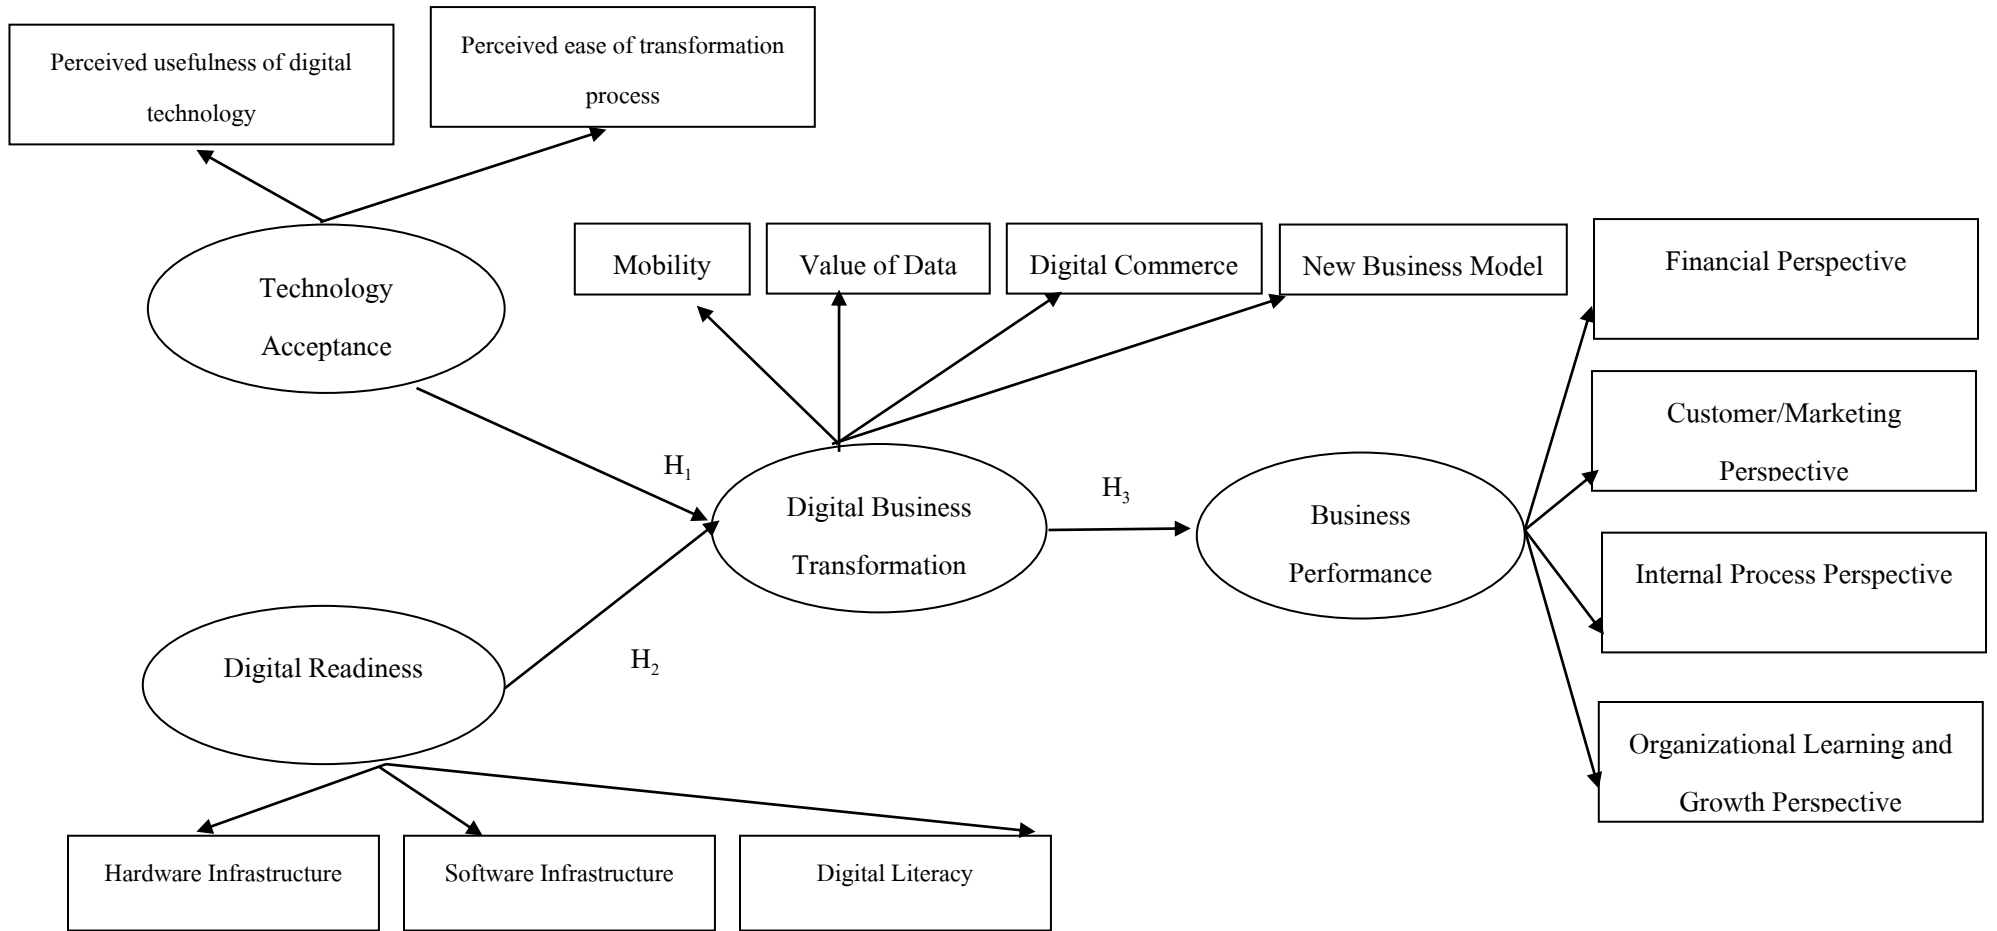 Perceived usefulness of digital
technology
Perceived ease of transformation
process
Technology
Acceptance
Mobility
Value of Data
Digital Commerce
New Business Model
Financial Perspective
Customer/Marketing
Perspective
H1
Digital Business
Transformation
H3
Business
Performance
Internal Process Perspective
Digital Readiness
H2
Organizational Learning and
Growth Perspective
Hardware Infrastructure
Software Infrastructure
Digital Literacy